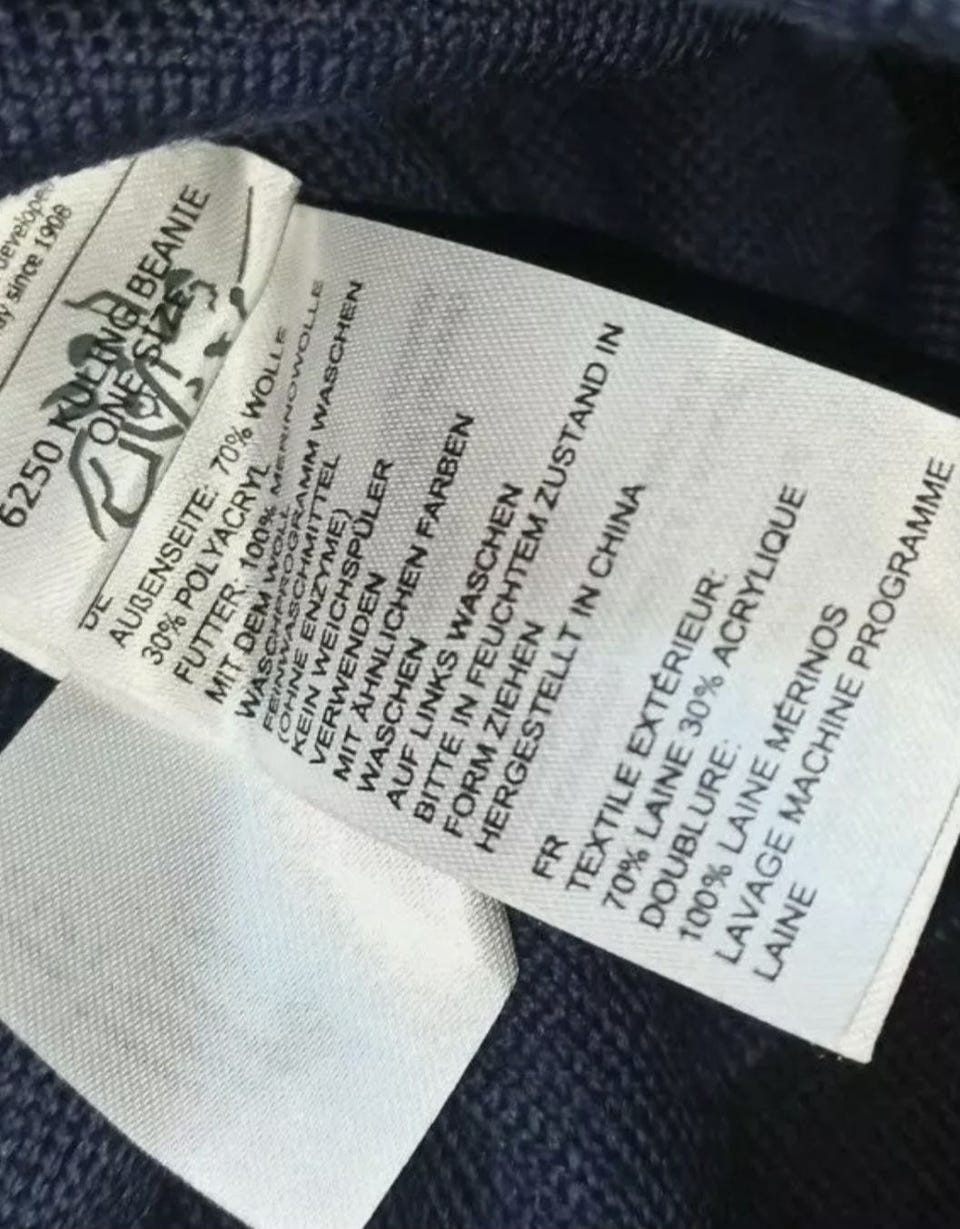 develope
ay since 1908
6250 KULING BEANIE
ONE SIZE
DE
AUßENSEITE: 70% WOLLE
30% POLYACRYL
FUTTER: 100% MERINOWOLLE
MIT DEM WOLL-
WASCHPROGRAMM WASCHEN
FEINWASCHMITTEL
(OHNE ENZYME)
KEIN WEICHSPÜLER
VERWENDEN
MIT ÄHNLICHEN FARBEN
WASCHEN
AUF LINKS WASCHEN
BITTE IN FEUCHTEM ZUSTAND IN
FORM ZIEHEN
HERGESTELLT IN CHINA
FR
TEXTILE EXTÉRIEUR:
70% LAINE 30% ACRYLIQUE
DOUBLURE:
100% LAINE MÉRINOS
LAVAGE MACHINE PROGRAMME
LAINE